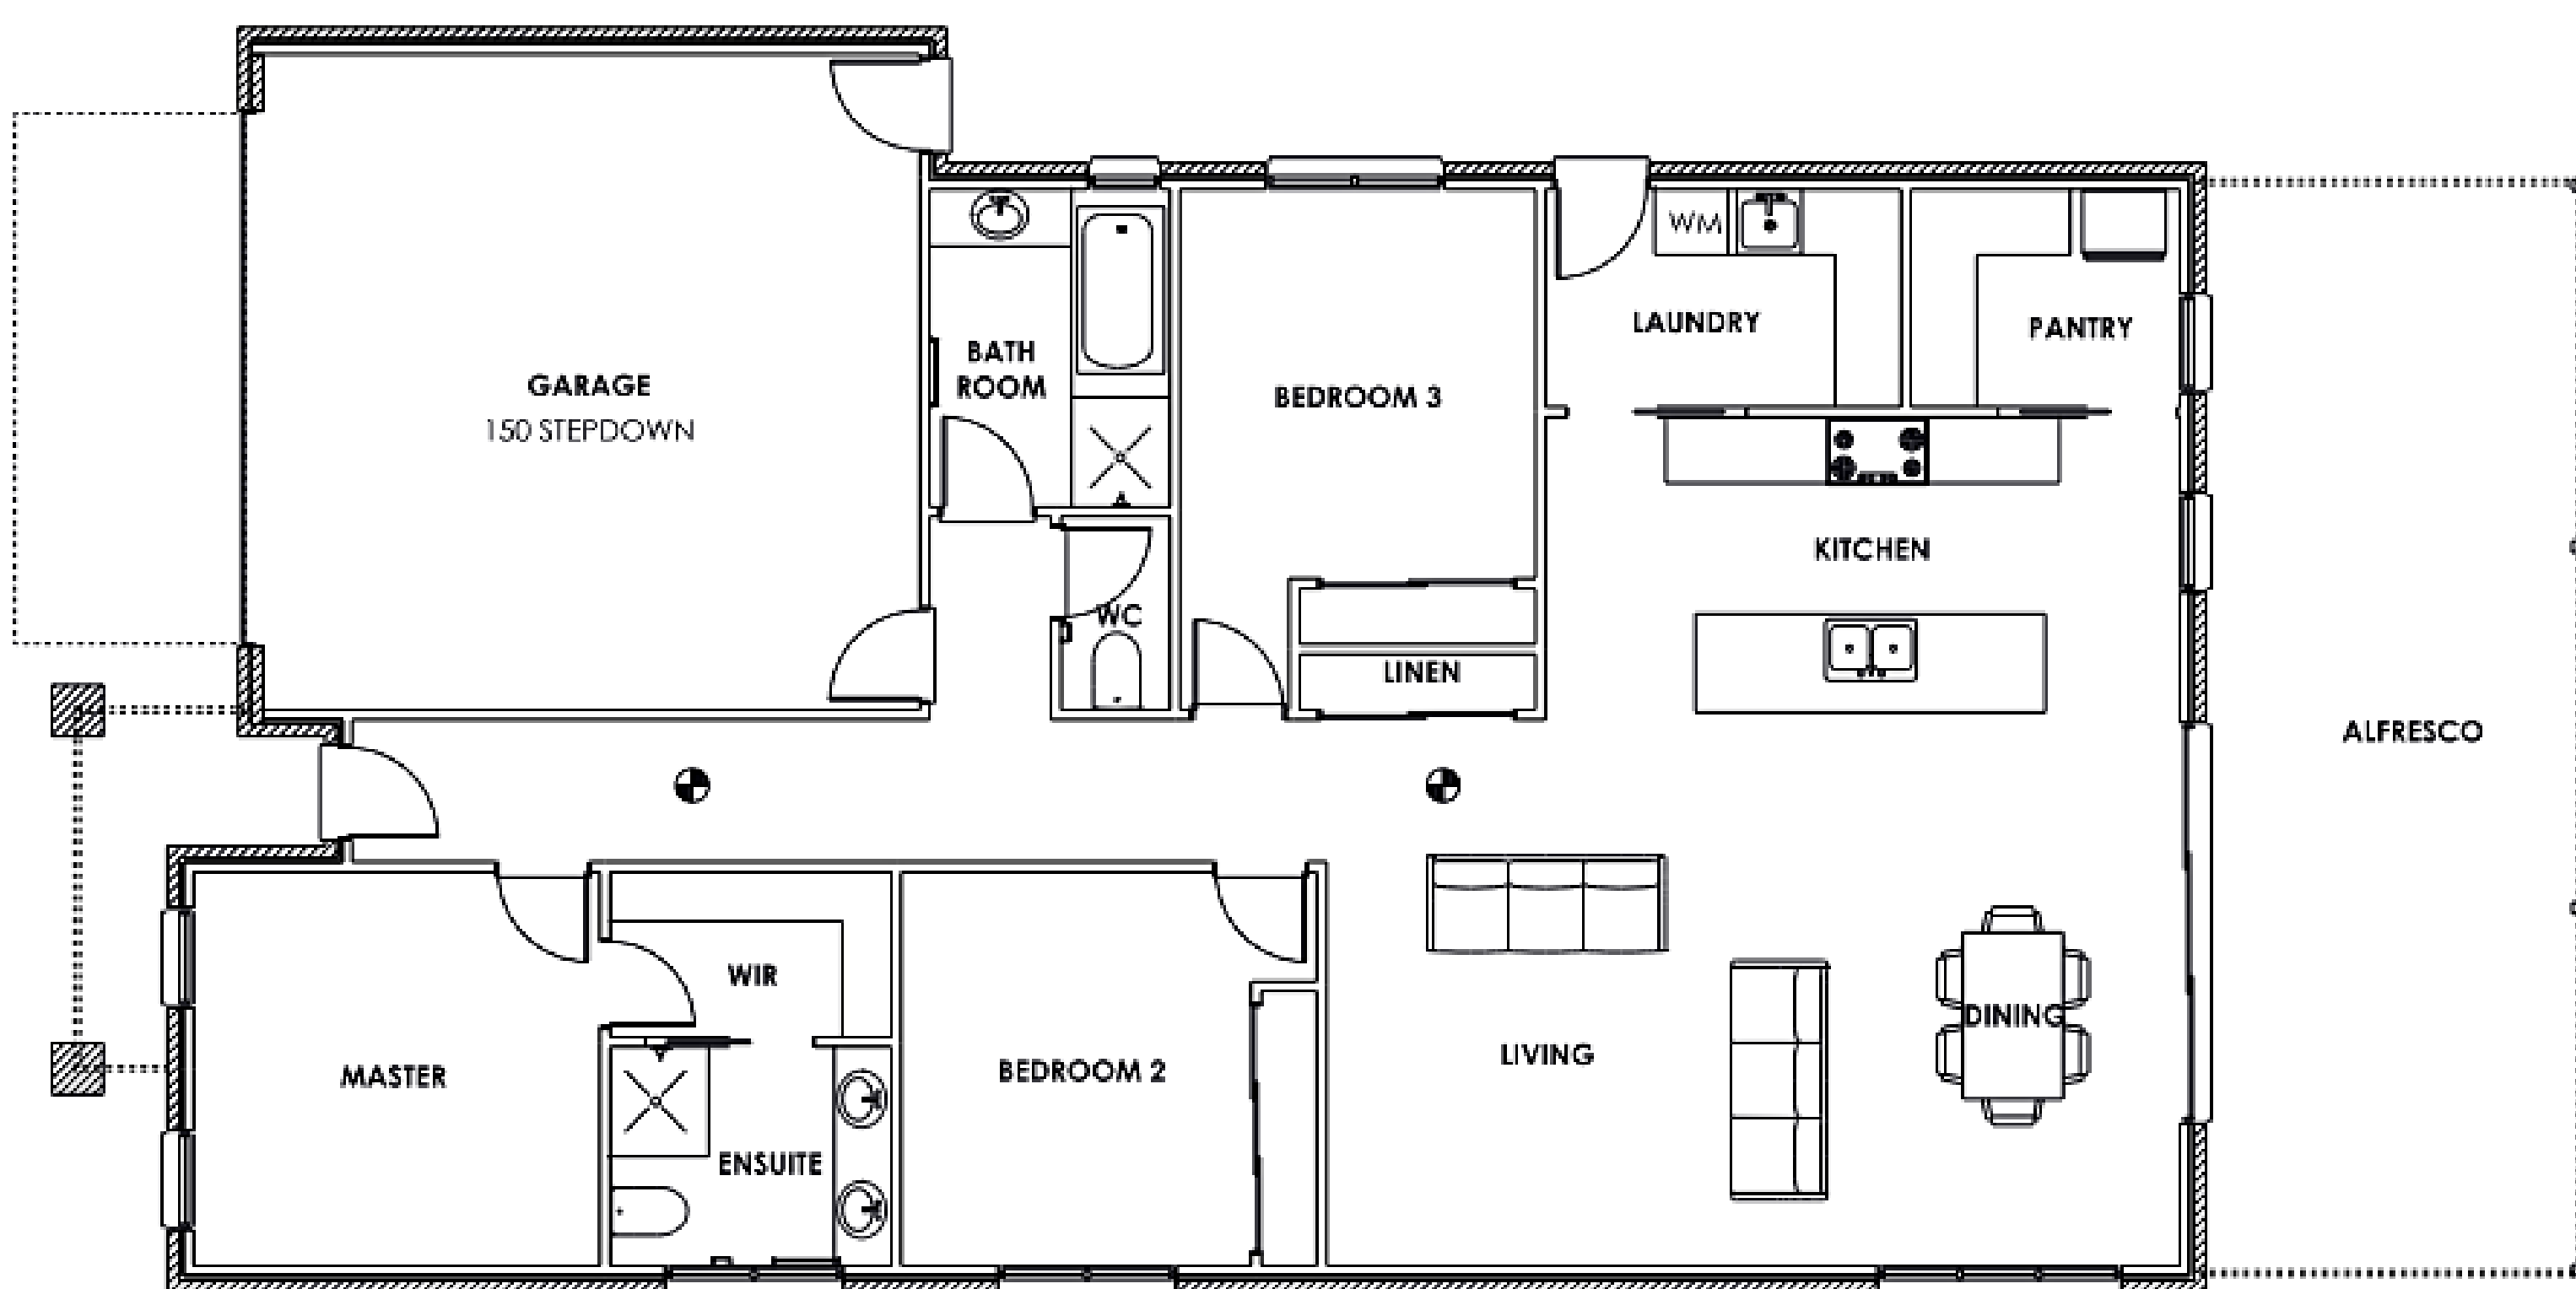 GARAGE
150 STEPDOWN
BATH
ROOM
BEDROOM 3
WM
LAUNDRY
PANTRY
KITCHEN
WC
LINEN
ALFRESCO
MASTER
WIR
ENSUITE
BEDROOM 2
LIVING
DINING